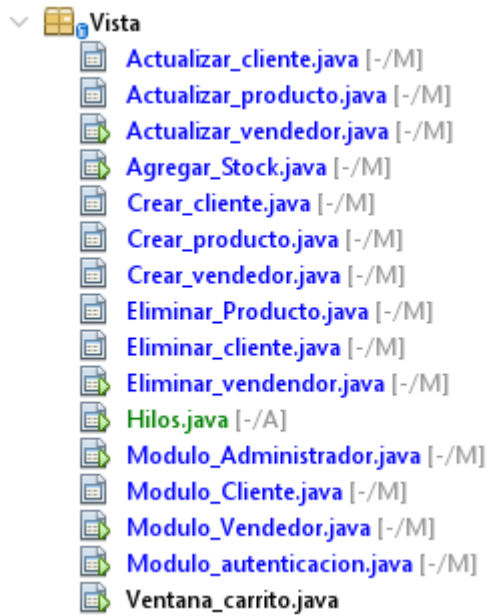 Vista
Actualizar_cliente.java [-/M]
Actualizar_producto.java [-/M]
Actualizar_vendedor.java [-/M]
Agregar_Stock.java [-/M]
Crear_cliente.java [-/M]
Crear_producto.java [-/M]
Crear_vendedor.java [-/M]
Eliminar_Producto.java [-/M]
Eliminar_cliente.java [-/M]
Eliminar_vendendor.java [-/M]
Hilos.java [-/A]
Modulo_Administrador.java [-/M]
Modulo_Cliente.java [-/M]
Modulo_Vendedor.java [-/M]
Modulo_autenticacion.java [-/M]
Ventana_carrito.java